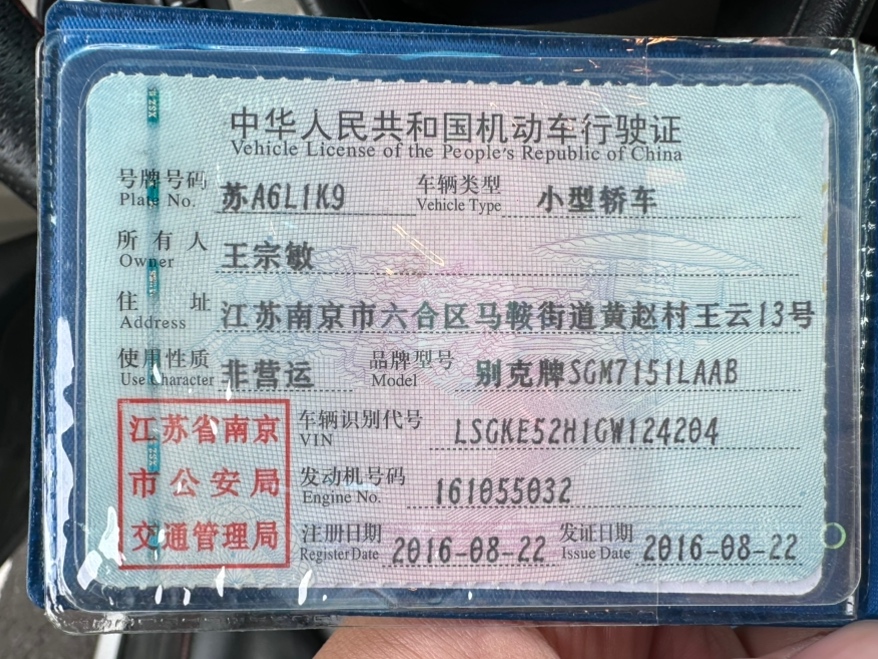 中华人民共和国机动车行驶证
Vehicle License of the People's Republic of China
号牌号码 苏A6L1K9 车辆类型 小型轿车
Plate No. Vehicle Type
所有人 王宗敏
Owner
住址 江苏南京市六合区马鞍街道黄赵村王云13号
Address
使用性质 非营运 品牌型号 别克牌SGM7151LAAB
Use Character Model
江苏省南京
市公安局
交通管理局
车辆识别代号 LSGKE52H1GW124204
VIN
发动机号码 161055032
Engine No.
注册日期 2016-08-22 发证日期 2016-08-22
Register Date Issue Date